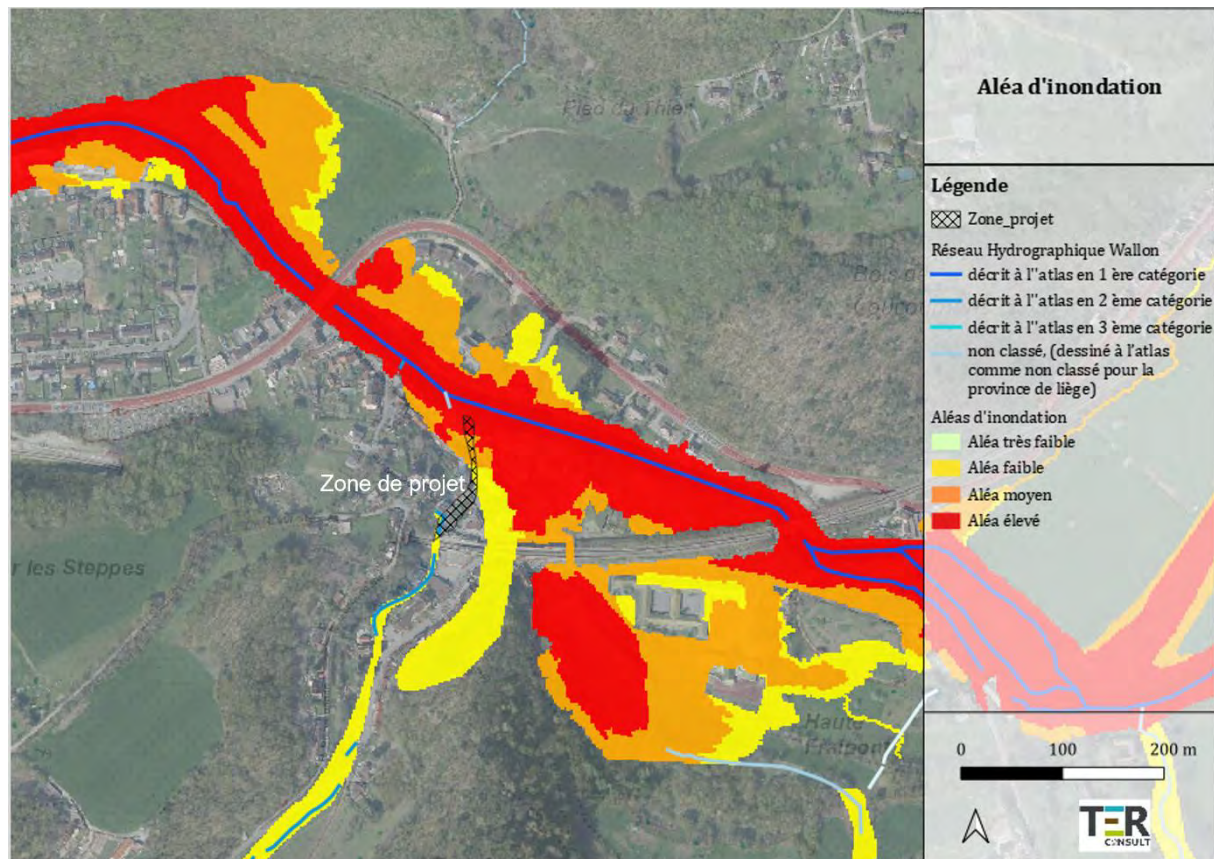 Aléa d'inondation
Pied du Thier
Légende
Zone_projet
Réseau Hydrographique Wallon
décrit à l''atlas en 1 ère catégorie
décrit à l''atlas en 2 ème catégorie
décrit à l''atlas en 3 ème catégorie
non classé, (dessiné à l'atlas
comme non classé pour la
province de liège)
Aléas d'inondation
Aléa très faible
Aléa faible
Aléa moyen
Aléa élevé
Zone de projet
r les Steppes
Haute
Fraipont
0 100 200 m
TER
CONSULT